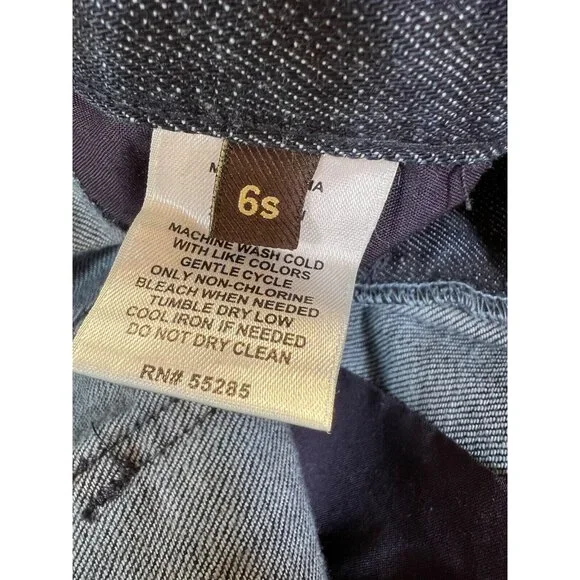 6s
MACHINE WASH COLD
WITH LIKE COLORS
GENTLE CYCLE
ONLY NON-CHLORINE
BLEACH WHEN NEEDED
TUMBLE DRY LOW
COOL IRON IF NEEDED
DO NOT DRY CLEAN
RN# 55285